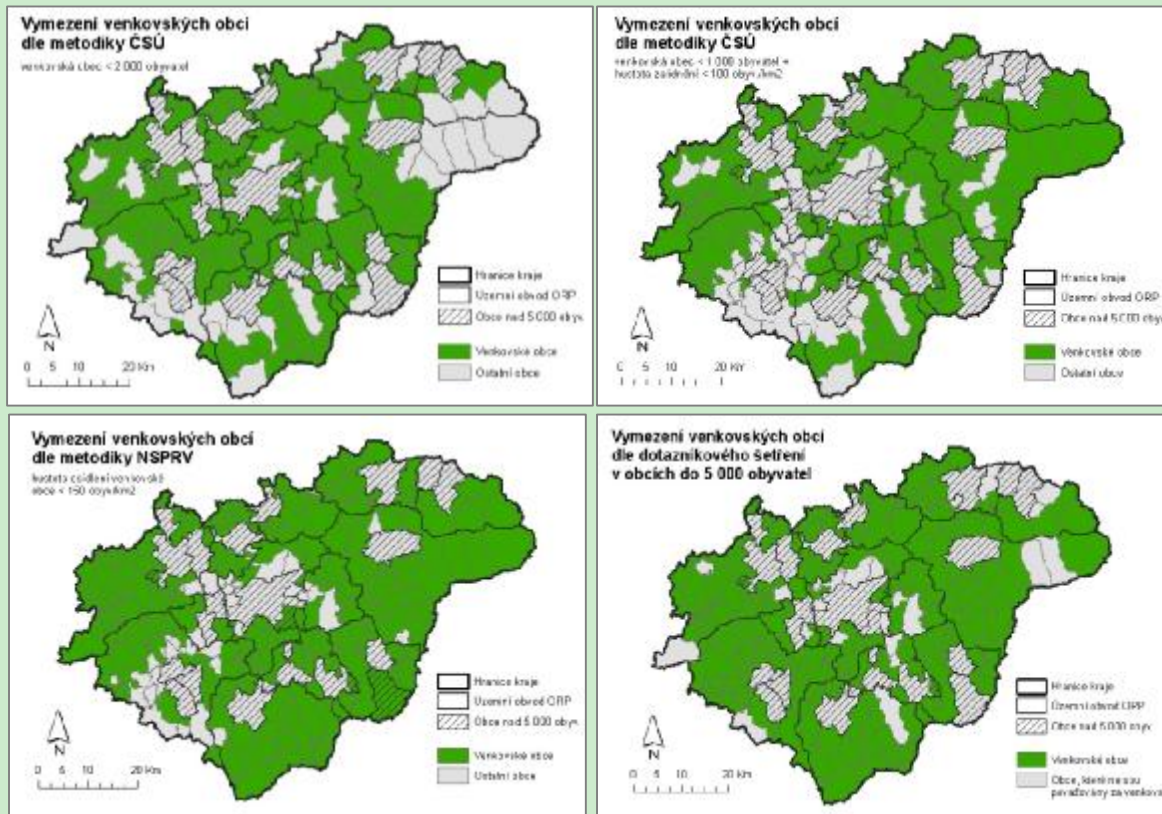 Vymezení venkovských obcí
dle metodiky ČSÚ
venkovská obec < 2 000 obyvatel
Hranice kraje
Územní obvod ORP
Obce nad 5 000 obyv.
Venkovské obce
Ostatní obce
N
0 5 10 20 Km
Vymezení venkovských obcí
dle metodiky ČSÚ
venkovská obec < 1 000 obyvatel +
hustota zalidnění < 100 obyv./km2
Hranice kraje
Územní obvod ORP
Obce nad 5 000 obyv.
Venkovské obce
Ostatní obce
N
0 5 10 20 Km
Vymezení venkovských obcí
dle metodiky NSPRV
hustota osídlení venkovské
obce < 150 obyv/km2
Hranice kraje
Územní obvod ORP
Obce nad 5 000 obyv.
Venkovské obce
Ostatní obce
N
0 5 10 20 Km
Vymezení venkovských obcí
dle dotazníkového šetření
v obcích do 5 000 obyvatel
Hranice kraje
Územní obvod ORP
Obce nad 5 000 obyv.
Venkovské obce
Obce, které nejsou
považovány za venkovs
N
0 5 10 20 Km